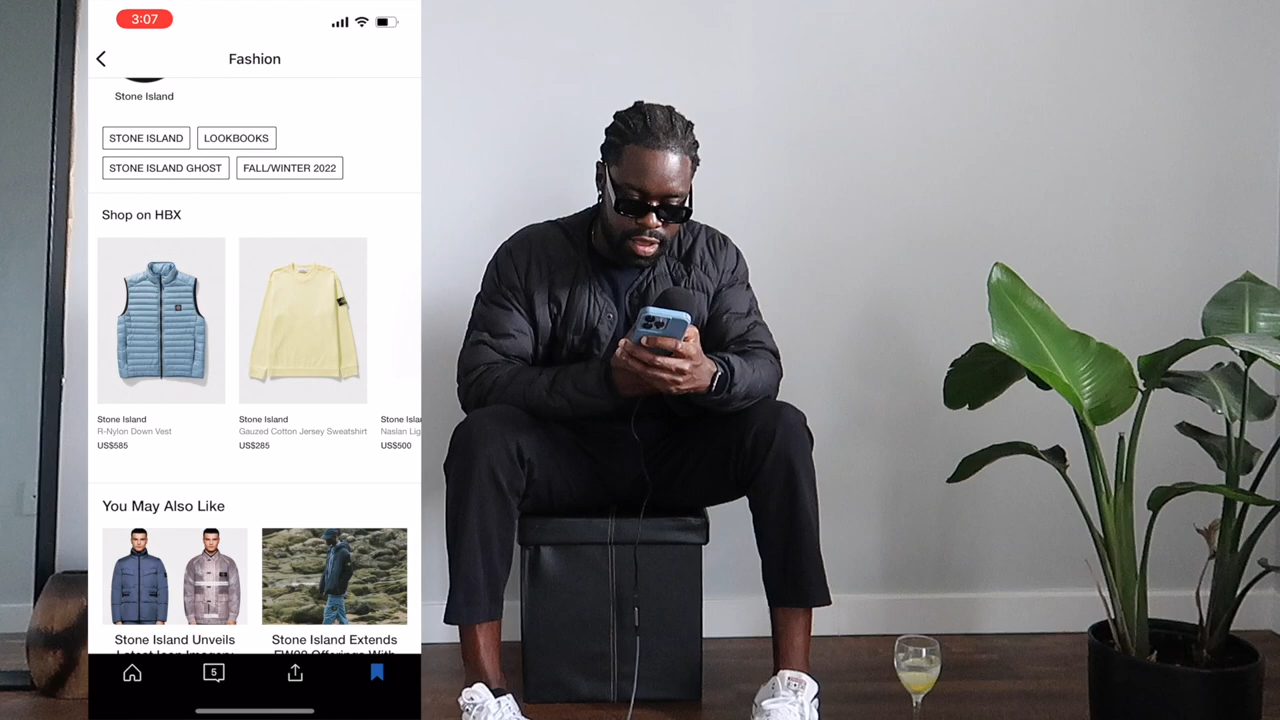 3:07
Fashion
Stone Island
STONE ISLAND
LOOKBOOKS
STONE ISLAND GHOST
FALL/WINTER 2022
Shop on HBX
Stone Island
R-Nylon Down Vest
US$585
Stone Island
Gauzed Cotton Jersey Sweatshirt
US$285
Stone
Naslan
US$500
You May Also Like
Stone Island Unveils
Stone Island Extends
5